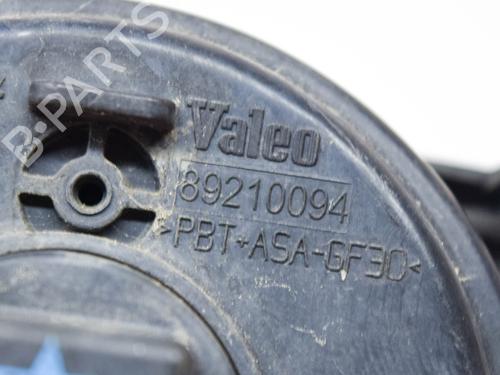 B-PARTS
Valeo
89210094
>PBT+ASA-GF30<